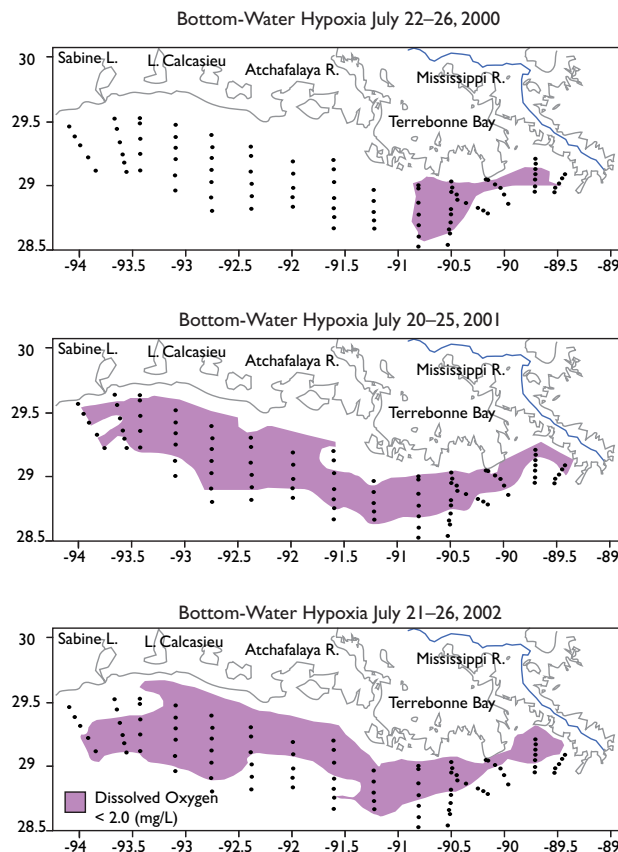 Bottom-Water Hypoxia July 22–26, 2000
30
Sabine L.
L. Calcasieu
Atchafalaya R.
Mississippi R.
29.5
Terrebonne Bay
29
28.5
-94 -93.5 -93 -92.5 -92 -91.5 -91 -90.5 -90 -89.5 -89
Bottom-Water Hypoxia July 20–25, 2001
30
Sabine L.
L. Calcasieu
Atchafalaya R.
Mississippi R.
29.5
Terrebonne Bay
29
28.5
-94 -93.5 -93 -92.5 -92 -91.5 -91 -90.5 -90 -89.5 -89
Bottom-Water Hypoxia July 21–26, 2002
30
Sabine L.
L. Calcasieu
Atchafalaya R.
Mississippi R.
29.5
Terrebonne Bay
29
Dissolved Oxygen
< 2.0 (mg/L)
28.5
-94 -93.5 -93 -92.5 -92 -91.5 -91 -90.5 -90 -89.5 -89